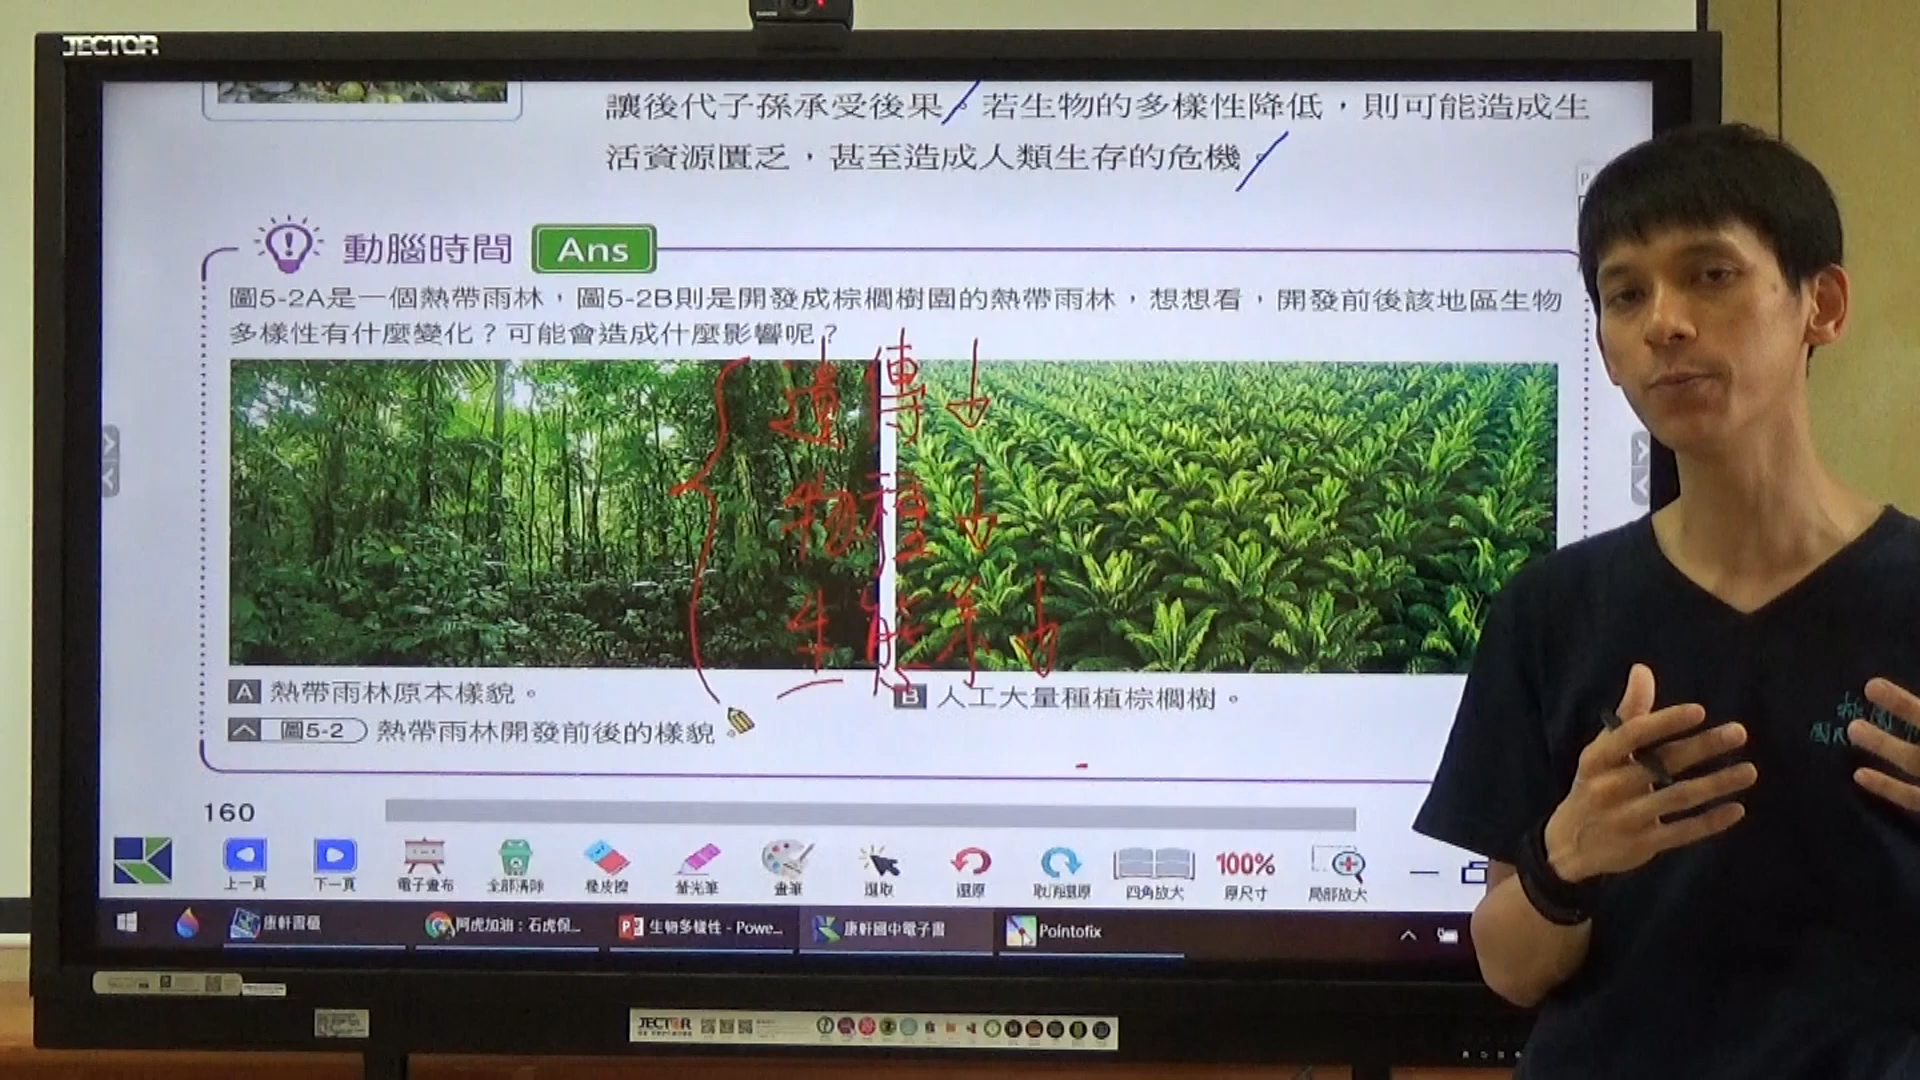 JECTOR
讓後代子孫承受後果。若生物的多樣性降低，則可能造成生
活資源匱乏，甚至造成人類生存的危機。
動腦時間 Ans
圖5-2A是一個熱帶雨林，圖5-2B則是開發成棕櫚樹園的熱帶雨林，想想看，開發前後該地區生物
多樣性有什麼變化？可能會造成什麼影響呢？
遺傳↓
物種↓
生態系↓
A 熱帶雨林原本樣貌。
B 人工大量種植棕櫚樹。
圖5-2 熱帶雨林開發前後的樣貌。
160
上一頁 下一頁 電子畫布 全部清除 橡皮擦 螢光筆 畫筆 選取 還原 取消還原 四角放大 100% 原尺寸 局部放大
康軒書櫃 阿虎加油：石虎保... 生物多樣性 - Powe... 康軒國中電子書 Pointofix
JECTOR